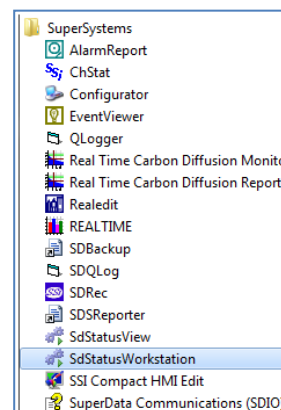 SuperSystems
AlarmReport
ChStat
Configurator
EventViewer
QLogger
Real Time Carbon Diffusion Monito
Real Time Carbon Diffusion Report
Realedit
REALTIME
SDBackup
SDQLog
SDRec
SDSReporter
SdStatusView
SdStatusWorkstation
SSI Compact HMI Edit
SuperData Communications (SDIO